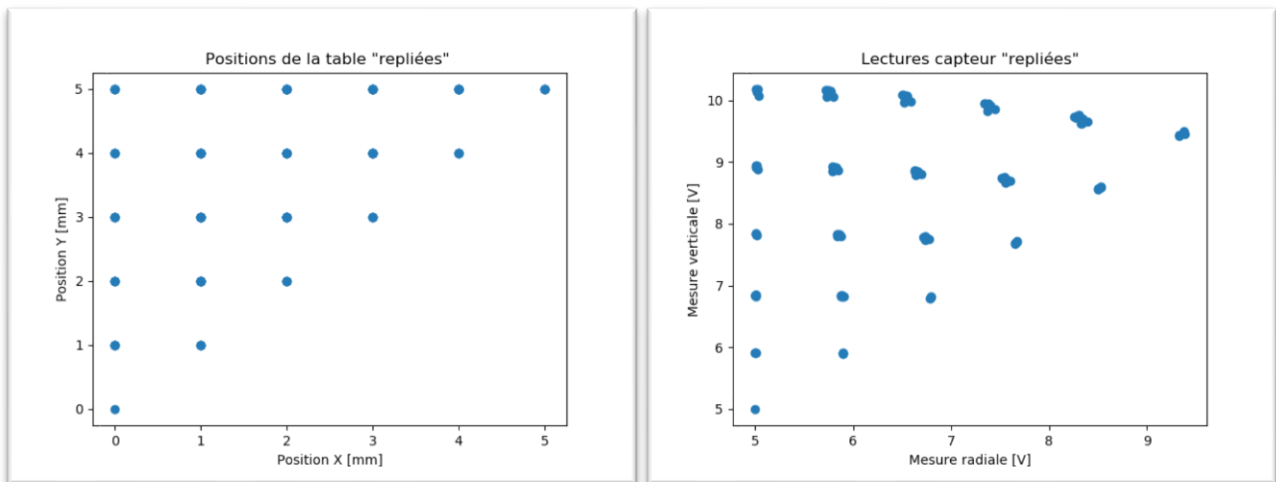 Positions de la table "repliées"
5
4
3
2
1
0
Position Y [mm]
0 1 2 3 4 5
Position X [mm]
Lectures capteur "repliées"
10
9
8
7
6
5
Mesure verticale [V]
5 6 7 8 9
Mesure radiale [V]